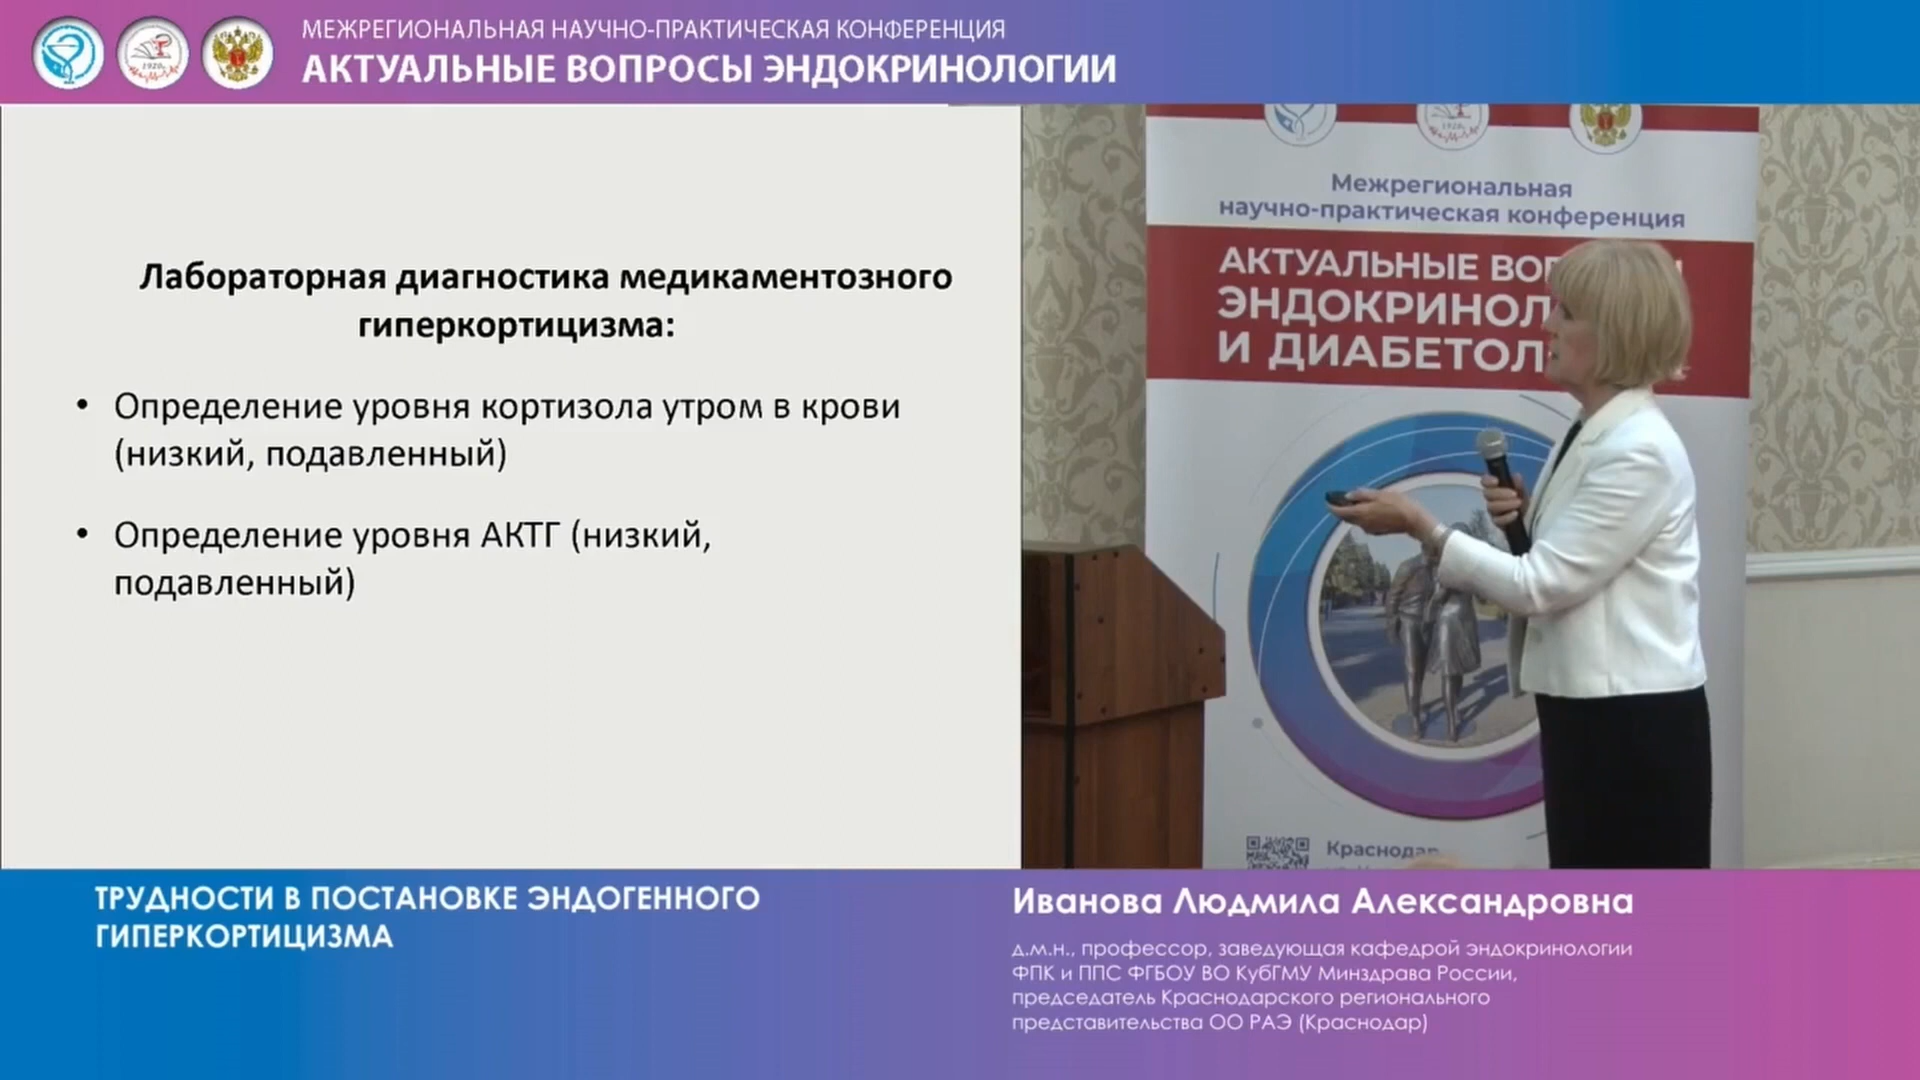 МЕЖРЕГИОНАЛЬНАЯ НАУЧНО-ПРАКТИЧЕСКАЯ КОНФЕРЕНЦИЯ
АКТУАЛЬНЫЕ ВОПРОСЫ ЭНДОКРИНОЛОГИИ
Лабораторная диагностика медикаментозного
гиперкортицизма:
• Определение уровня кортизола утром в крови
(низкий, подавленный)
• Определение уровня АКТГ (низкий,
подавленный)
Межрегиональная
научно-практическая конференция
АКТУАЛЬНЫЕ
ЭНДОКРИНОЛ
И ДИАБЕТОЛ
Краснодар
ТРУДНОСТИ В ПОСТАНОВКЕ ЭНДОГЕННОГО
ГИПЕРКОРТИЦИЗМА
Иванова Людмила Александровна
д.м.н., профессор, заведующая кафедрой эндокринологии
ФПК и ППС ФГБОУ ВО КубГМУ Минздрава России,
председатель Краснодарского регионального
представительства ОО РАЭ (Краснодар)